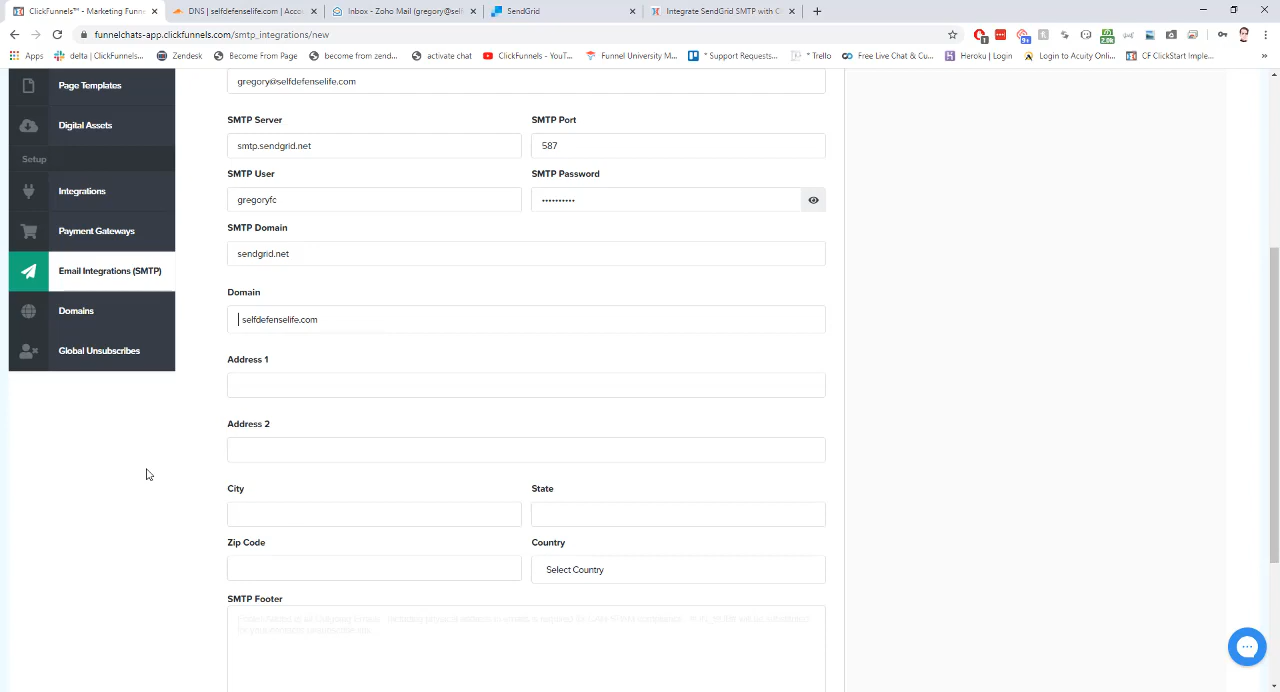 ClickFunnels™ - Marketing Funne
DNS | selfdefenselife.com | Accou
Inbox - Zoho Mail (gregory@self
SendGrid
Integrate SendGrid SMTP with C
funnelchats-app.clickfunnels.com/smtp_integrations/new
Apps
delta | ClickFunnels...
Zendesk
Become From Page
become from zend...
activate chat
ClickFunnels - YouT...
Funnel University M...
* Support Requests...
* Trello
Free Live Chat & Cu...
Heroku | Login
Login to Acuity Onli...
CF ClickStart Imple...
Page Templates
Digital Assets
Setup
Integrations
Payment Gateways
Email Integrations (SMTP)
Domains
Global Unsubscribes
gregory@selfdefenselife.com
SMTP Server
SMTP Port
smtp.sendgrid.net
587
SMTP User
SMTP Password
gregoryfc
••••••••••
SMTP Domain
sendgrid.net
Domain
selfdefenselife.com
Address 1
Address 2
City
State
Zip Code
Country
Select Country
SMTP Footer